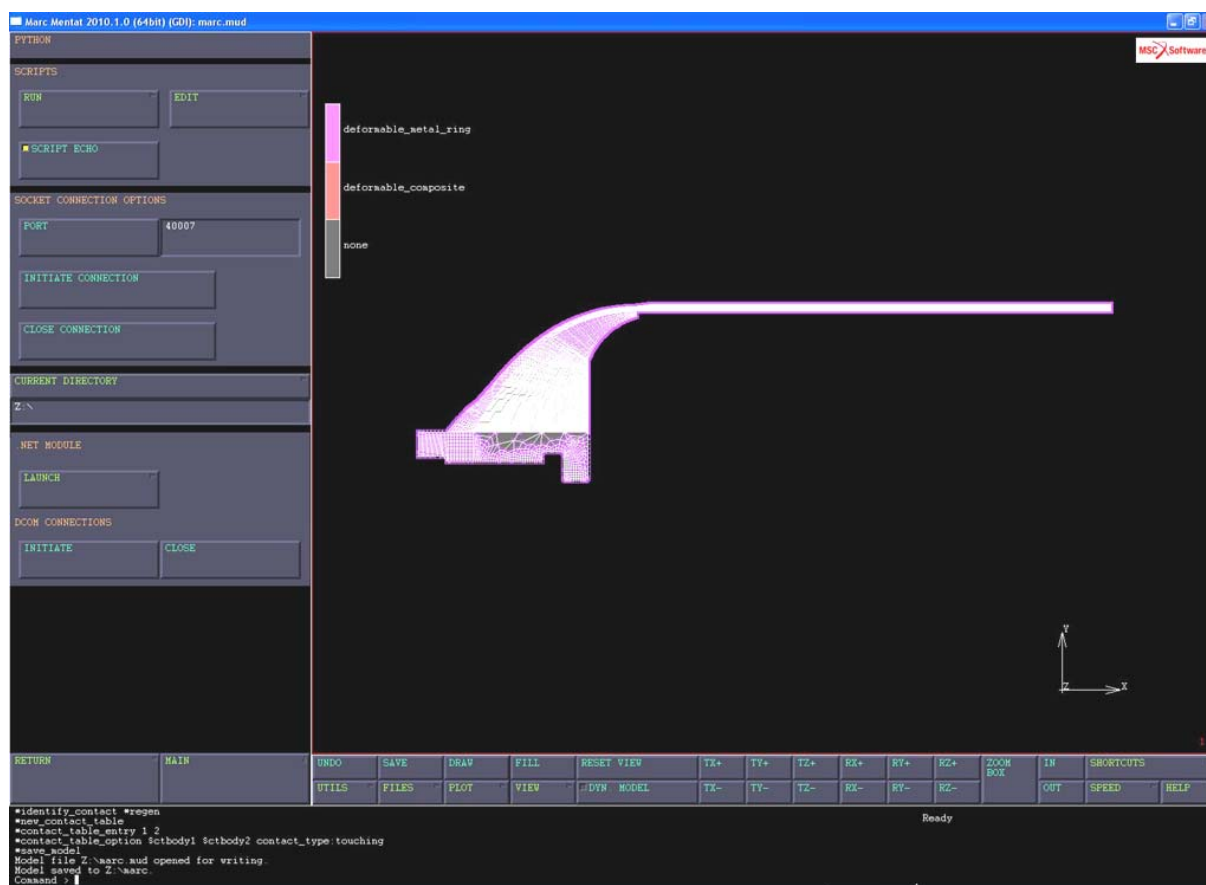 Marc Mentat 2010.1.0 (64bit) (GDI): marc.mud
PYTHON
SCRIPTS
RUN EDIT
SCRIPT ECHO
SOCKET CONNECTION OPTIONS
PORT 40007
INITIATE CONNECTION
CLOSE CONNECTION
CURRENT DIRECTORY
Z:\
.NET MODULE
LAUNCH
DCOM CONNECTIONS
INITIATE CLOSE
RETURN MAIN
MSC Software
deformable_metal_ring
deformable_composite
none
Y
Z X
1
UNDO SAVE DRAW FILL RESET VIEW TX+ TY+ TZ+ RX+ RY+ RZ+ ZOOM BOX IN SHORTCUTS
UTILS FILES PLOT VIEW DYN. MODEL TX- TY- TZ- RX- RY- RZ- OUT SPEED HELP
*identify_contact *regen
*new_contact_table
*contact_table_entry 1 2
*contact_table_option $ctbody1 $ctbody2 contact_type:touching
*save_model
Model file Z:\marc.mud opened for writing.
Model saved to Z:\marc.
Command >
Ready